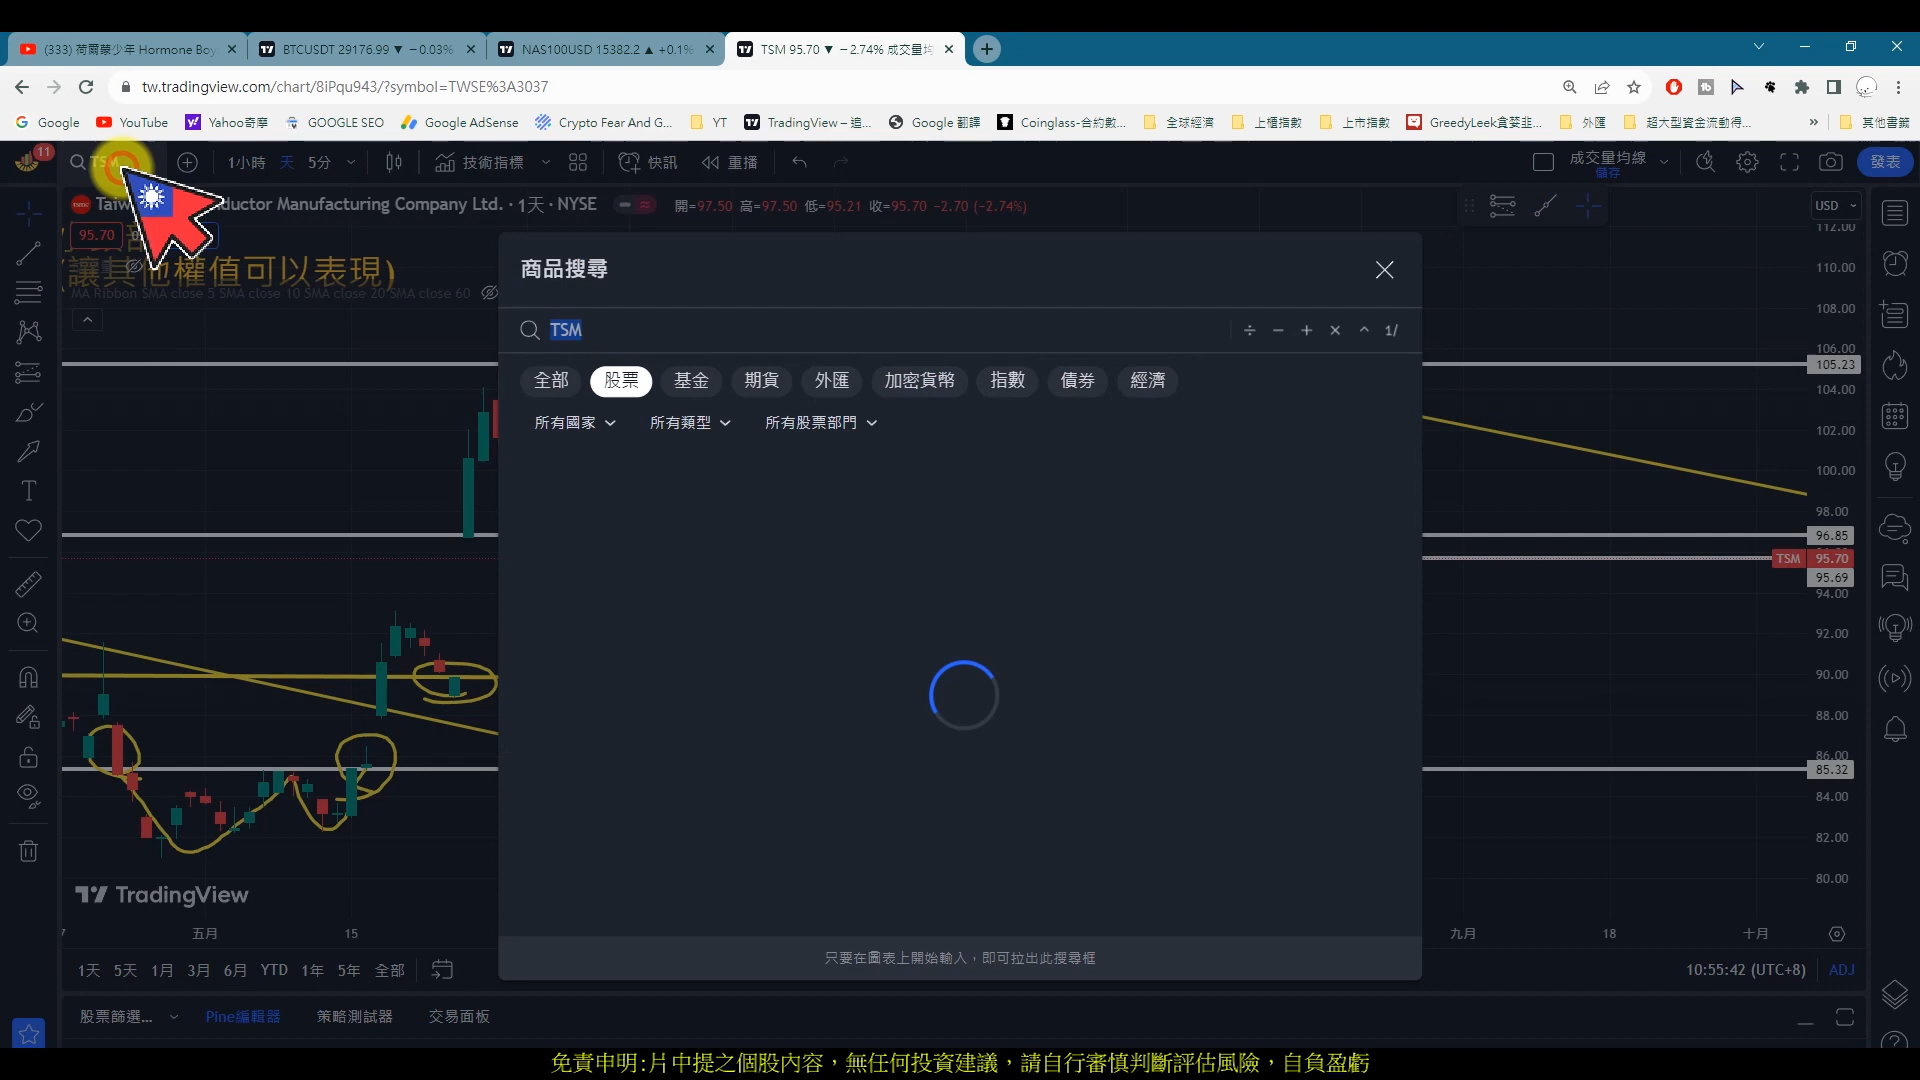 (333) 荷爾蒙少年 Hormone Boy
BTCUSDT 29176.99 ▼ −0.03%
NAS100USD 15382.2 ▲ +0.1%
TSM 95.70 ▼ −2.74% 成交量均
tw.tradingview.com/chart/8iPqu943/?symbol=TWSE%3A3037
Google
YouTube
Yahoo奇摩
GOOGLE SEO
Google AdSense
Crypto Fear And G...
YT
TradingView – 追...
Google 翻譯
Coinglass-合約數...
全球經濟
上櫃指數
上市指數
GreedyLeek貪婪韭...
外匯
超大型資金流動得...
»
其他書籤
11
1小時 天 5分
技術指標
快訊
重播
成交量均線
儲存
發表
ductor Manufacturing Company Ltd. · 1天 · NYSE
開=97.50 高=97.50 低=95.21 收=95.70 −2.70 (−2.74%)
USD
95.70
讓其他權值可以表現)
MA Ribbon SMA close 5 SMA close 10 SMA close 20 SMA close 60
商品搜尋
TSM
÷ − + × ^ 1/
全部 股票 基金 期貨 外匯 加密貨幣 指數 債券 經濟
所有國家 所有類型 所有股票部門
只要在圖表上開始輸入，即可拉出此搜尋框
112.00
110.00
108.00
106.00
105.23
104.00
102.00
100.00
98.00
96.85
TSM 95.70
95.69
94.00
92.00
90.00
88.00
86.00
85.32
84.00
82.00
80.00
TradingView
7 五月 15 九月 18 十月
1天 5天 1月 3月 6月 YTD 1年 5年 全部
10:55:42 (UTC+8) ADJ
股票篩選... Pine編輯器 策略測試器 交易面板
免責申明:片中提之個股內容，無任何投資建議，請自行審慎判斷評估風險，自負盈虧